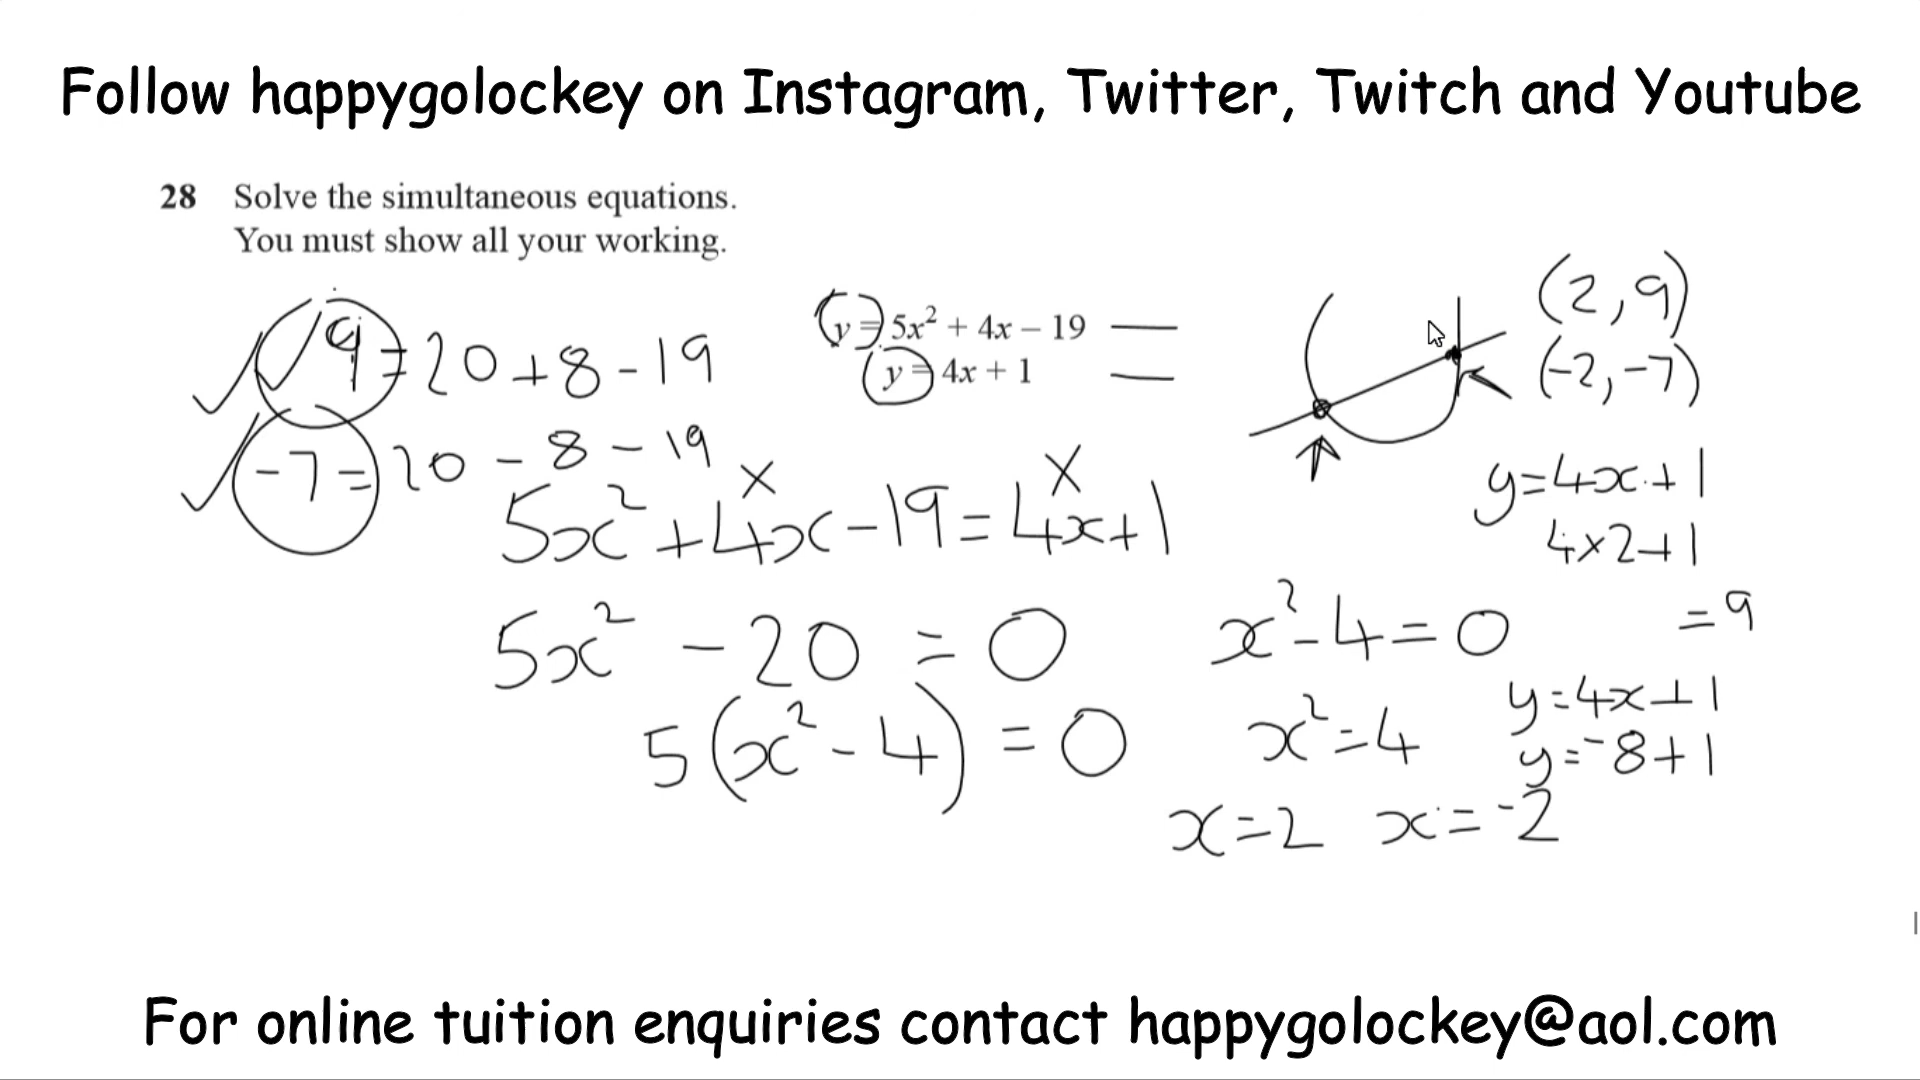 Follow happygolockey on Instagram, Twitter, Twitch and Youtube
28 Solve the simultaneous equations.
You must show all your working.
y = 5x² + 4x – 19
y = 4x + 1
9 = 20 + 8 - 19
-7 = 20 - 8 - 19
5x² + 4x - 19 = 4x + 1
5x² - 20 = 0
5(x² - 4) = 0
x² - 4 = 0
x² = 4
x = 2 x = -2
(2, 9)
(-2, -7)
y = 4x + 1
4 × 2 + 1
= 9
y = 4x + 1
y = -8 + 1
For online tuition enquiries contact happygolockey@aol.com